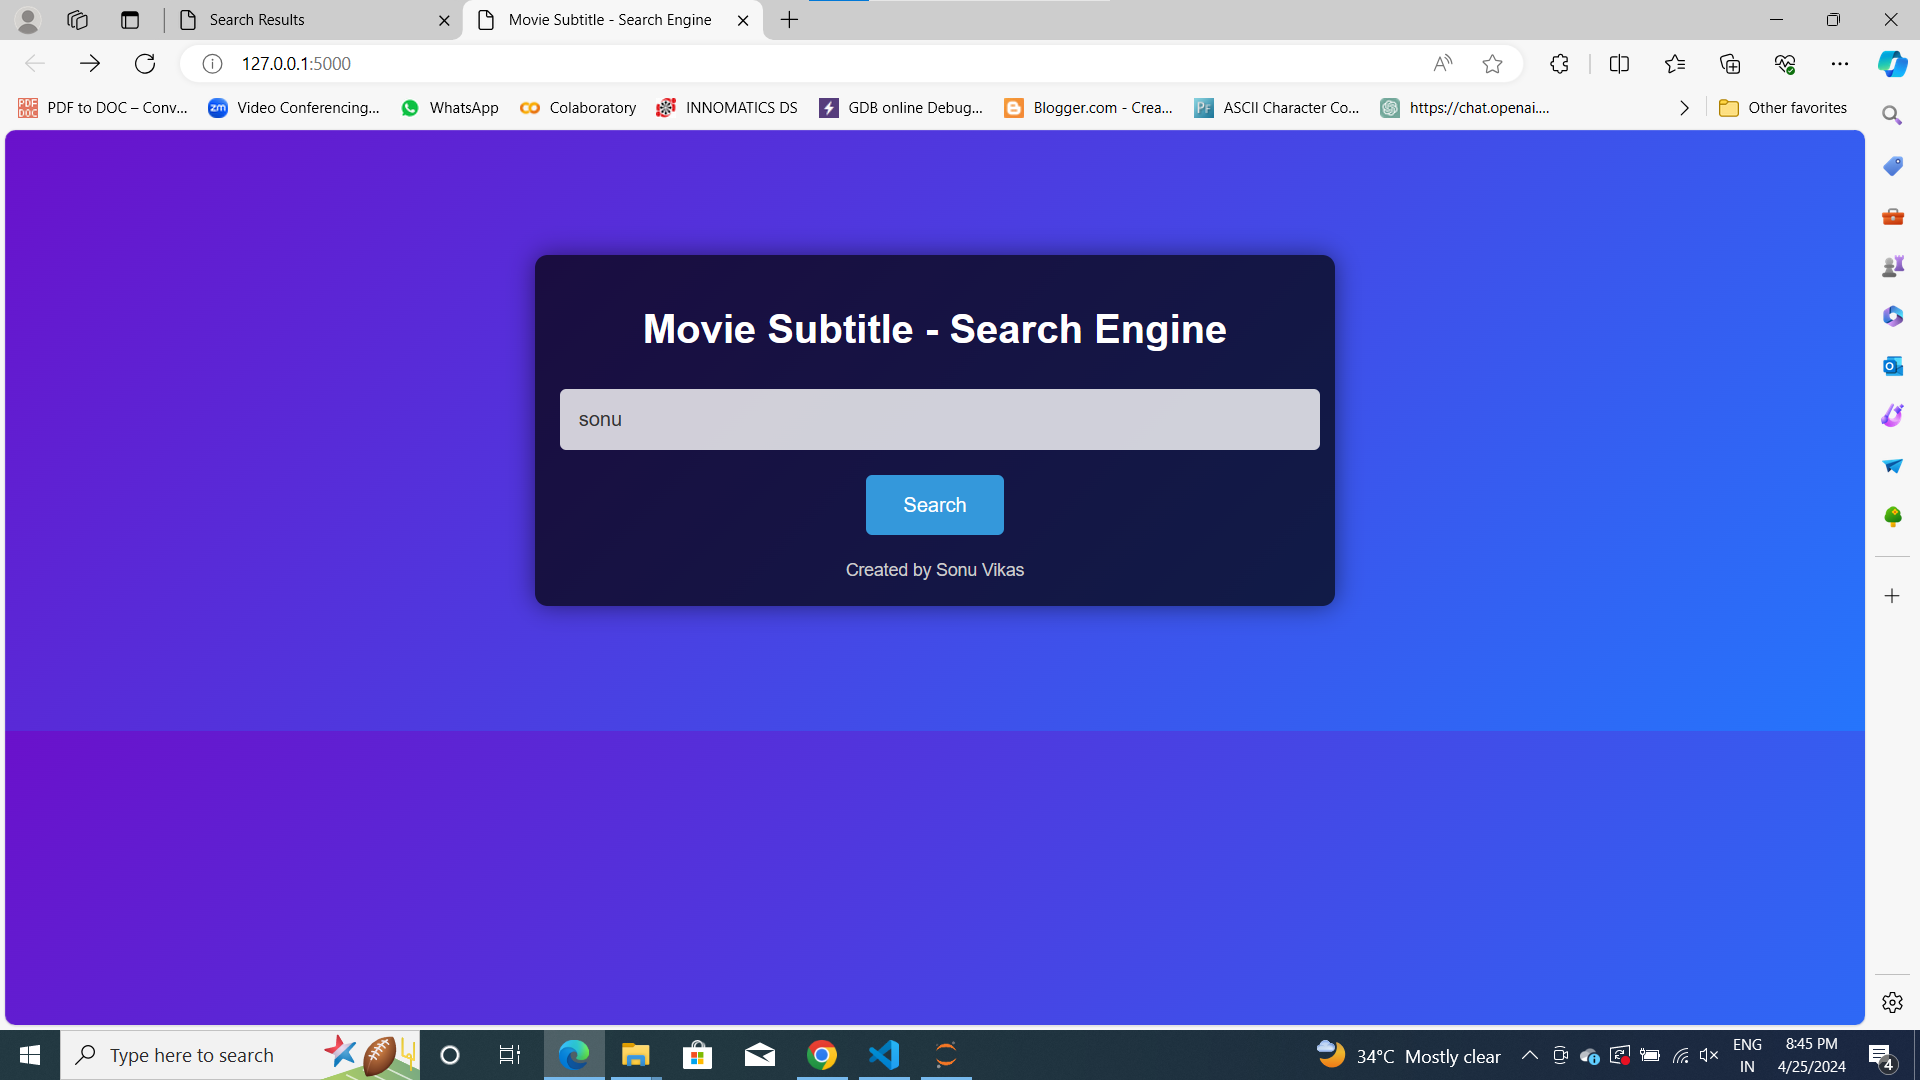 Search Results
Movie Subtitle - Search Engine
127.0.0.1:5000
PDF to DOC – Conv...
Video Conferencing...
WhatsApp
Colaboratory
INNOMATICS DS
GDB online Debug...
Blogger.com - Crea...
ASCII Character Co...
https://chat.openai....
Other favorites
Movie Subtitle - Search Engine
sonu
Search
Created by Sonu Vikas
Type here to search
34°C Mostly clear
ENG
IN
8:45 PM
4/25/2024
4